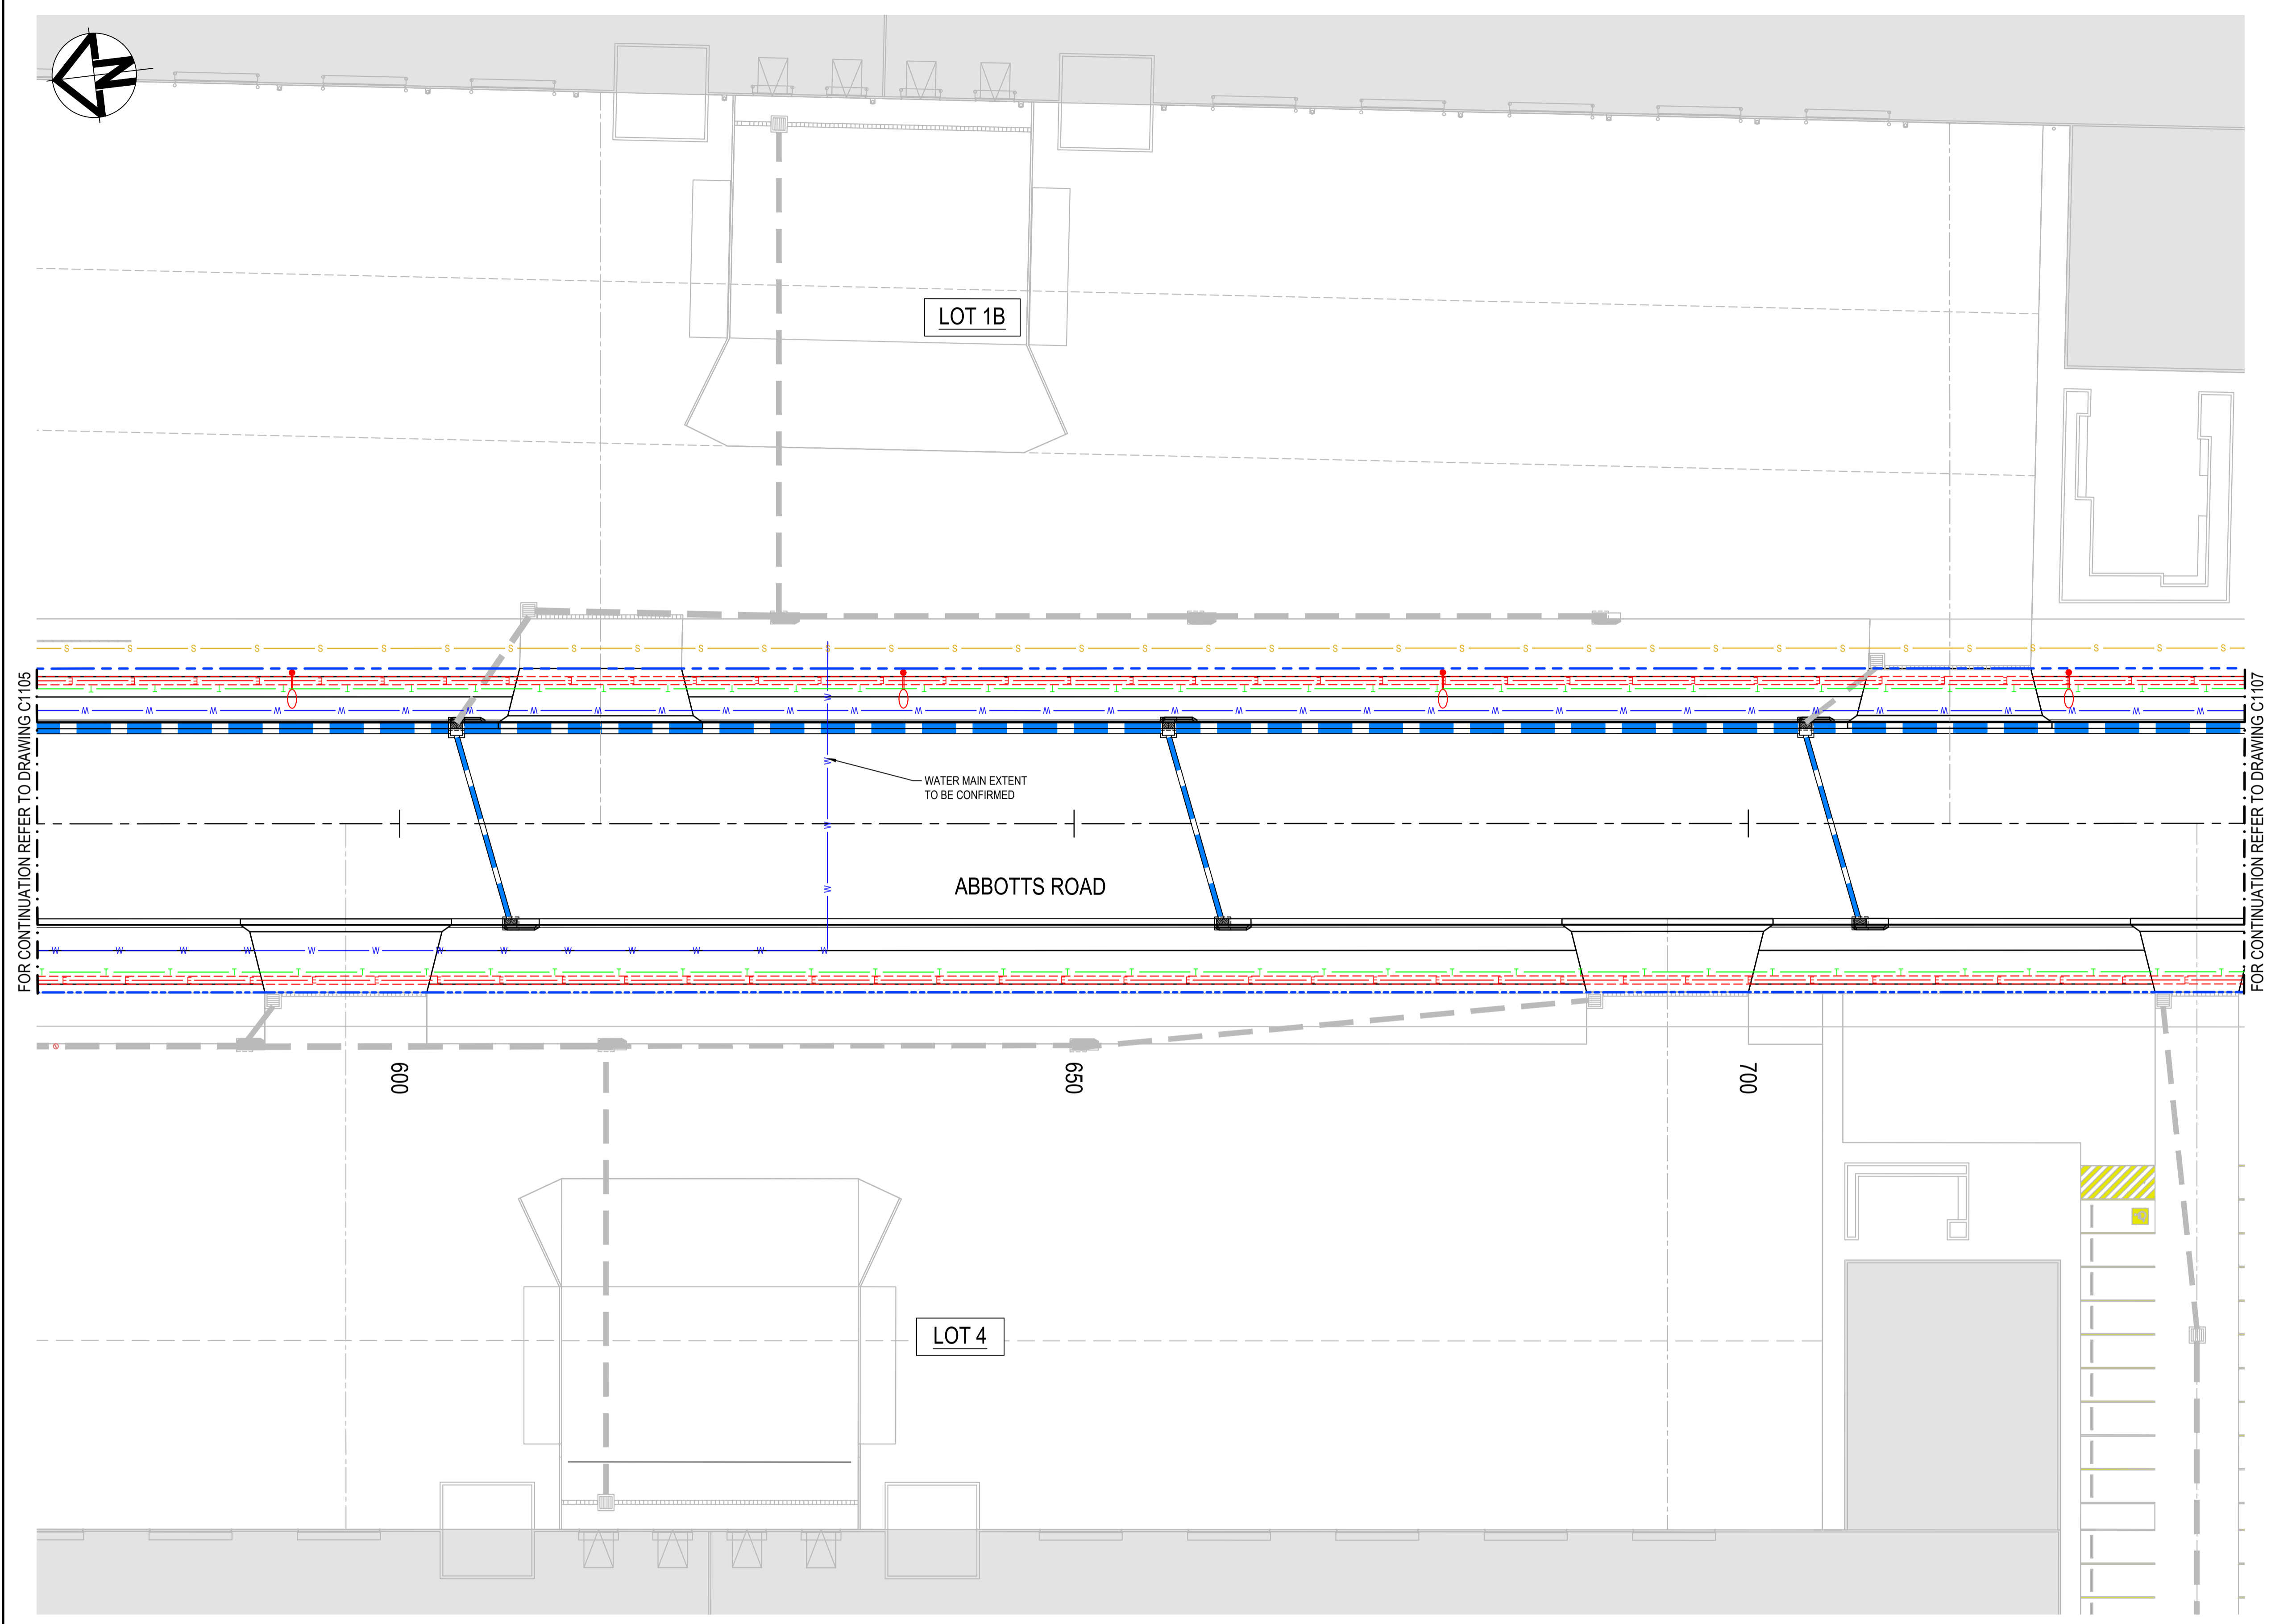 N
LOT 1B
FOR CONTINUATION REFER TO DRAWING C1105
FOR CONTINUATION REFER TO DRAWING C1107
WATER MAIN EXTENT
TO BE CONFIRMED
ABBOTTS ROAD
600
650
700
LOT 4